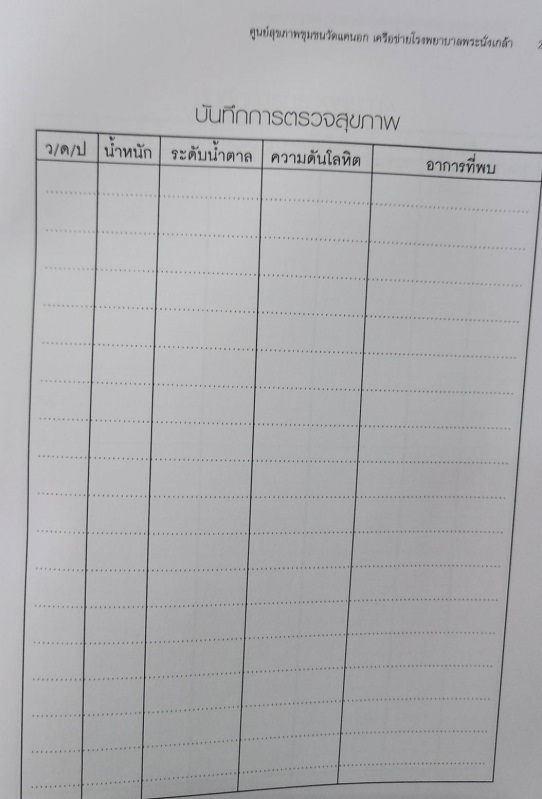 ศูนย์สุขภาพชุมชนวัดแคนอก เครือข่ายโรงพยาบาลพระนั่งเกล้า 2
บันทึกการตรวจสุขภาพ
ว/ด/ป น้ำหนัก ระดับน้ำตาล ความดันโลหิต อาการที่พบ